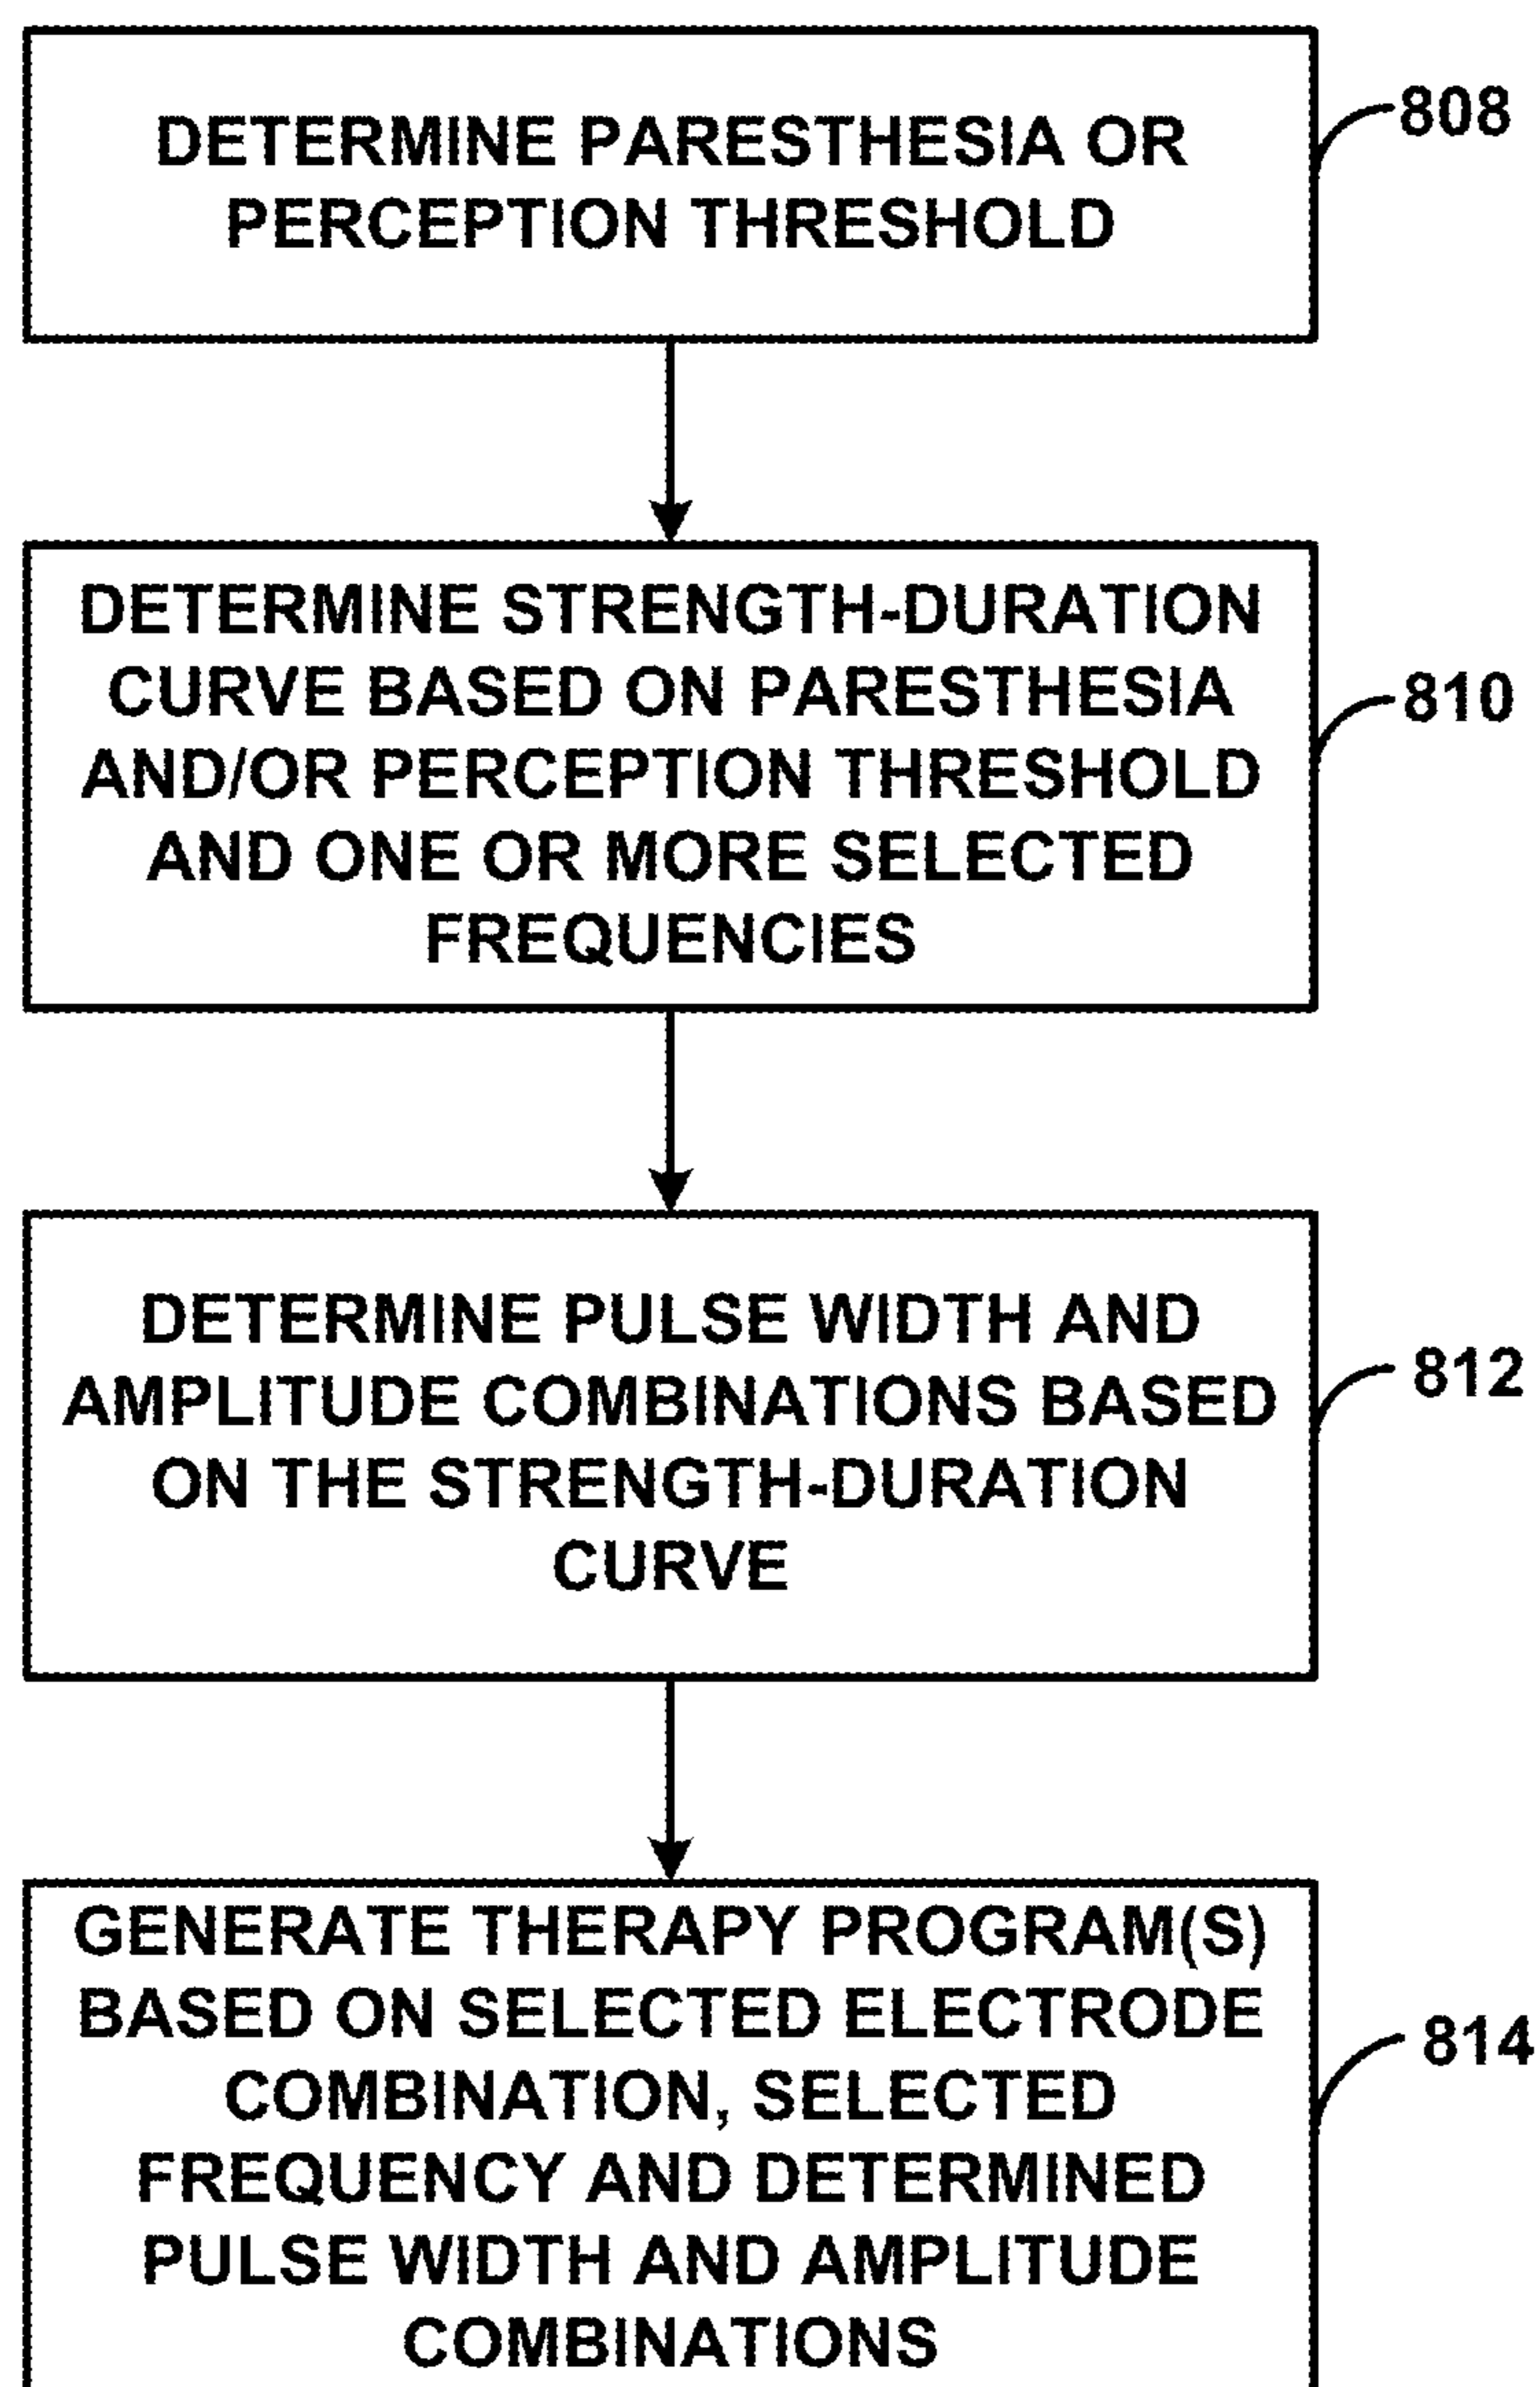 DETERMINE PARESTHESIA OR
PERCEPTION THRESHOLD
808
DETERMINE STRENGTH-DURATION
CURVE BASED ON PARESTHESIA
AND/OR PERCEPTION THRESHOLD
AND ONE OR MORE SELECTED
FREQUENCIES
810
DETERMINE PULSE WIDTH AND
AMPLITUDE COMBINATIONS BASED
ON THE STRENGTH-DURATION
CURVE
812
GENERATE THERAPY PROGRAM(S)
BASED ON SELECTED ELECTRODE
COMBINATION, SELECTED
FREQUENCY AND DETERMINED
PULSE WIDTH AND AMPLITUDE
COMBINATIONS
814